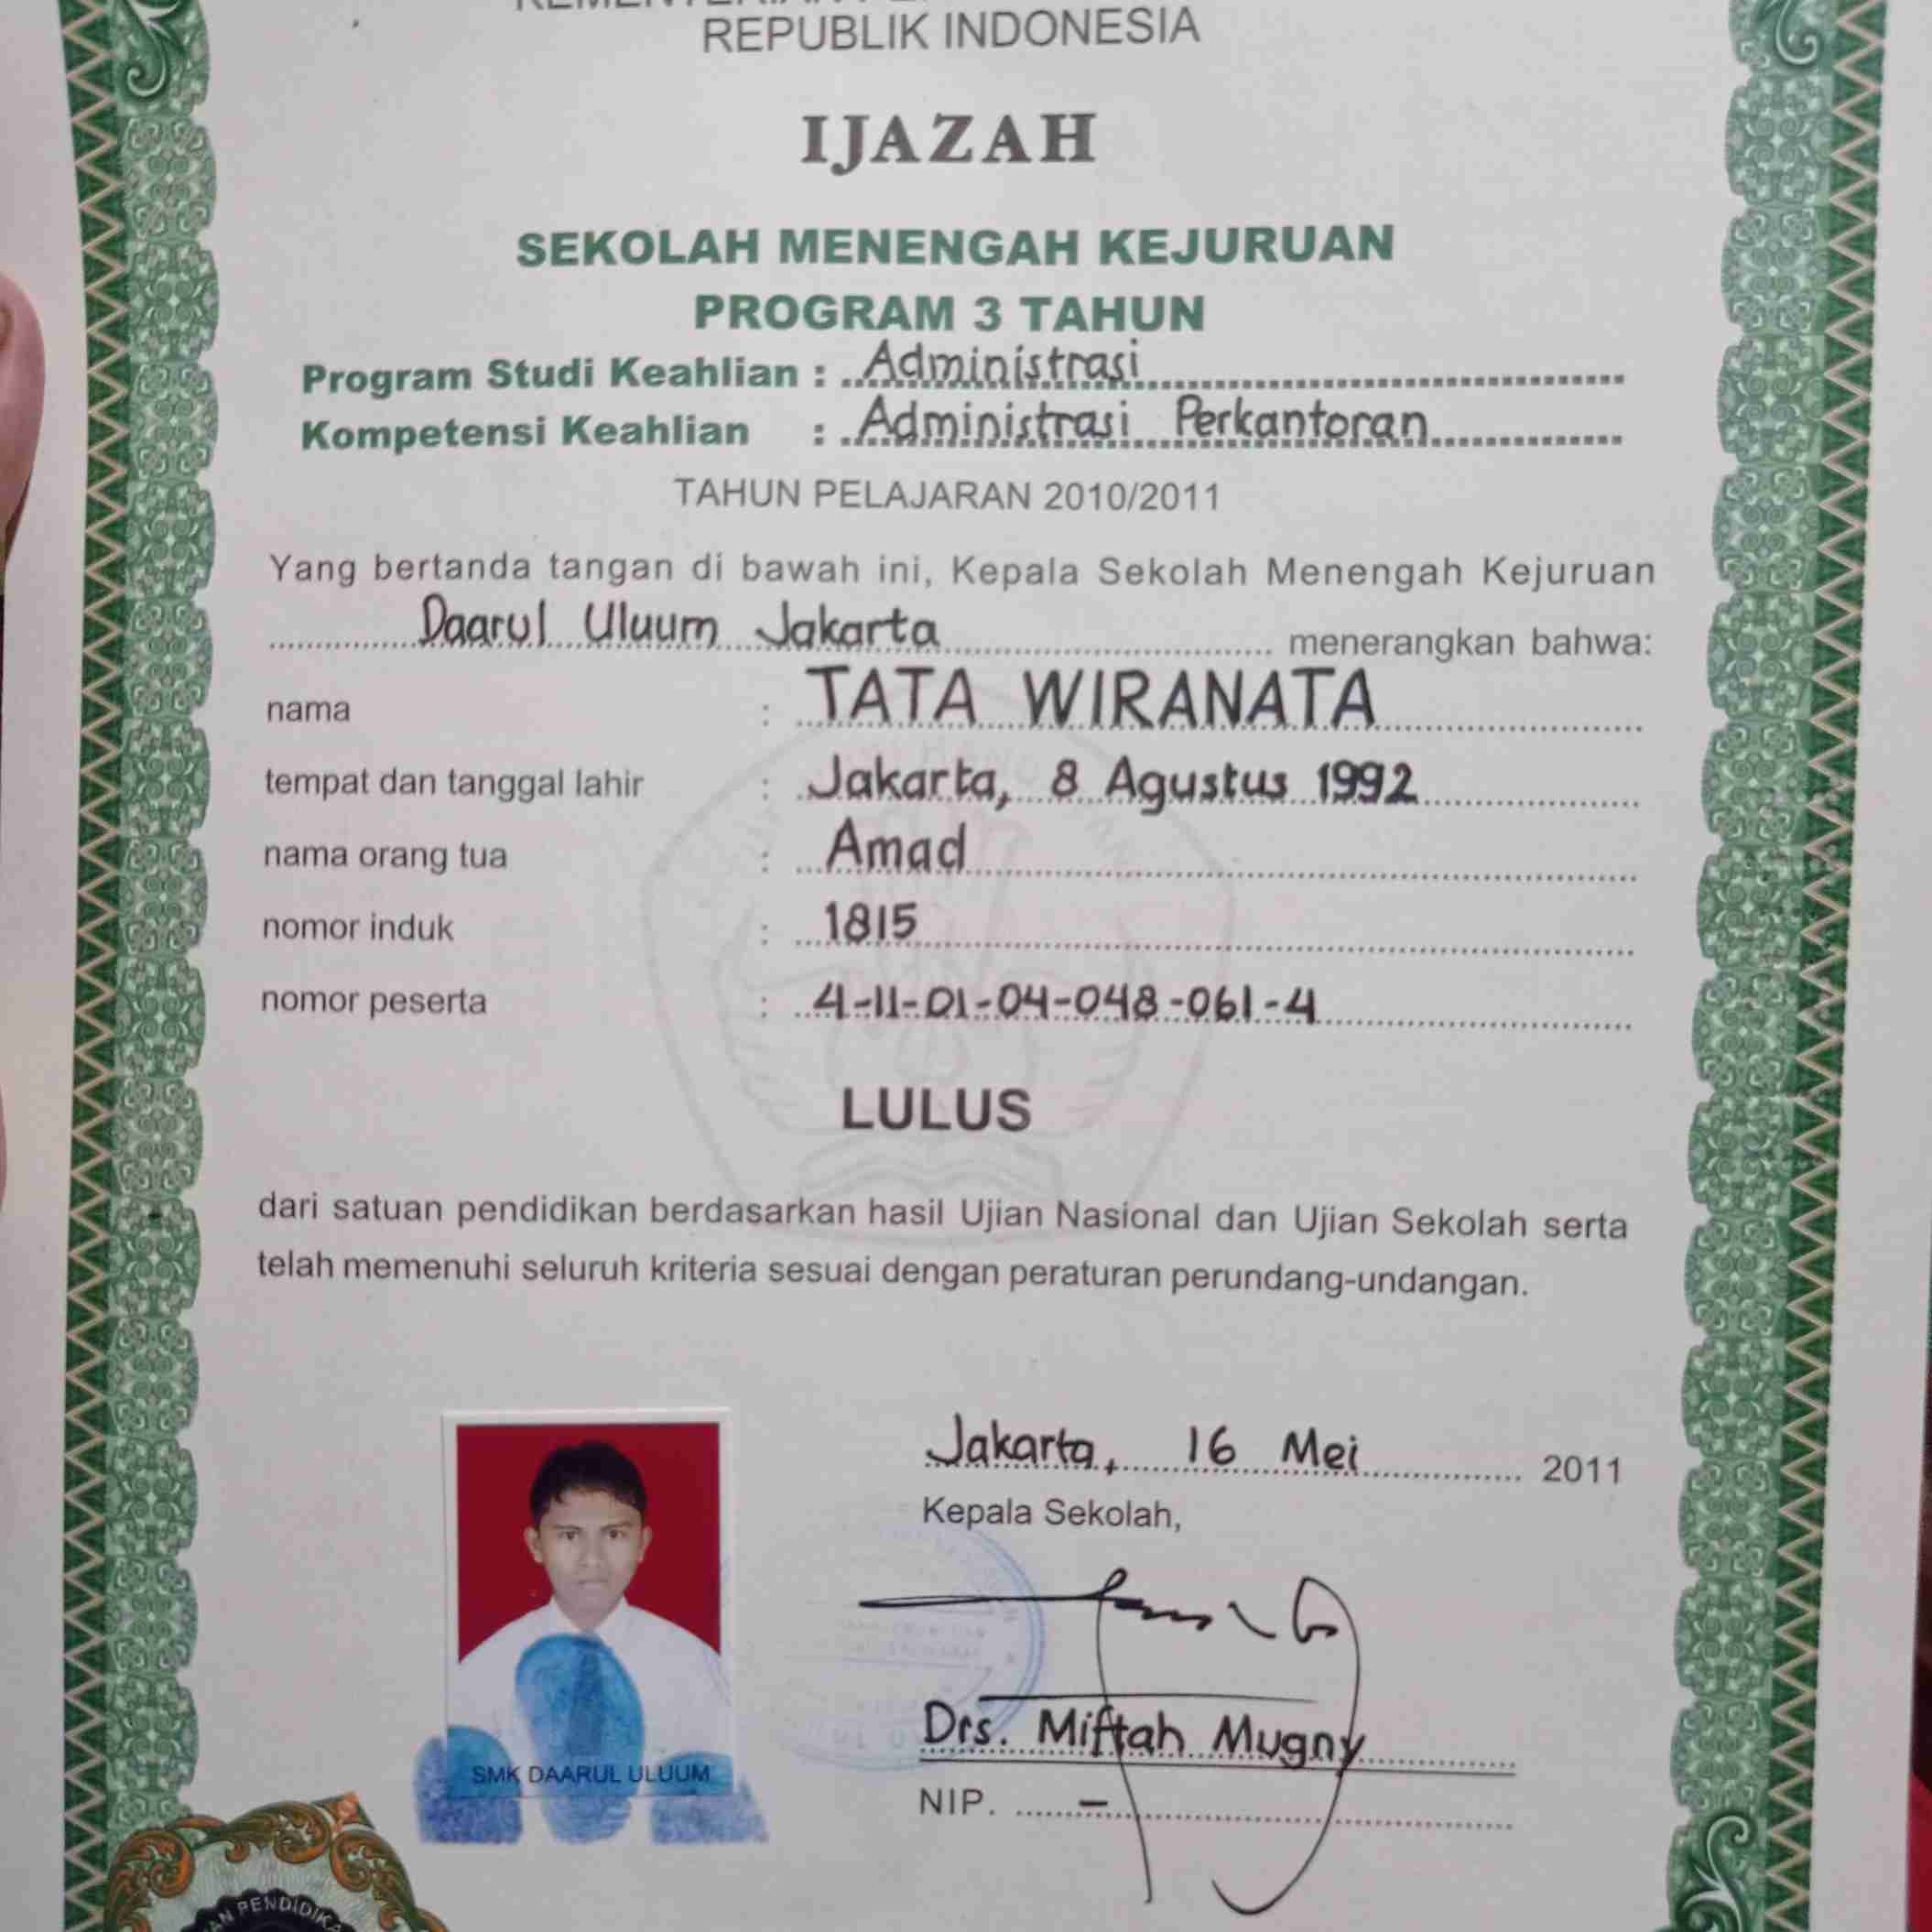 REPUBLIK INDONESIA
IJAZAH
SEKOLAH MENENGAH KEJURUAN
PROGRAM 3 TAHUN
Program Studi Keahlian : Administrasi
Kompetensi Keahlian : Administrasi Perkantoran
TAHUN PELAJARAN 2010/2011
Yang bertanda tangan di bawah ini, Kepala Sekolah Menengah Kejuruan
Daarul Uluum Jakarta menerangkan bahwa:
nama : TATA WIRANATA
tempat dan tanggal lahir : Jakarta, 8 Agustus 1992
nama orang tua : Amad
nomor induk : 1815
nomor peserta : 4-11-01-04-048-061-4
LULUS
dari satuan pendidikan berdasarkan hasil Ujian Nasional dan Ujian Sekolah serta
telah memenuhi seluruh kriteria sesuai dengan peraturan perundang-undangan.
Jakarta, 16 Mei 2011
Kepala Sekolah,
Drs. Miftah Mugny
NIP. –
SMK DAARUL ULUUM